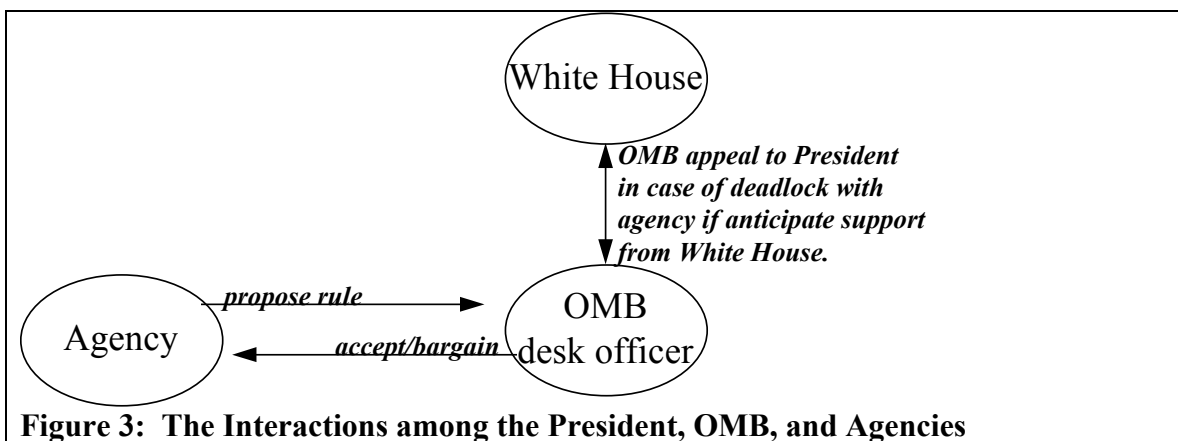 White House
OMB appeal to President
in case of deadlock with
agency if anticipate support
from White House.
propose rule
Agency
OMB
desk officer
accept/bargain
Figure 3: The Interactions among the President, OMB, and Agencies